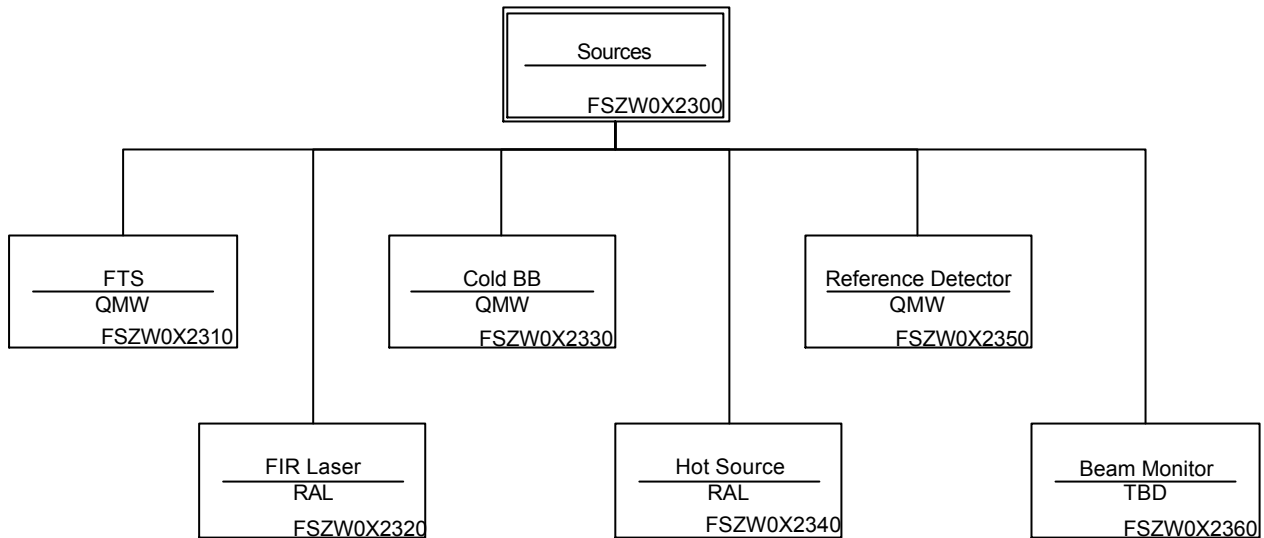 Sources
FSZW0X2300
FTS
QMW
FSZW0X2310
Cold BB
QMW
FSZW0X2330
Reference Detector
QMW
FSZW0X2350
FIR Laser
RAL
FSZW0X2320
Hot Source
RAL
FSZW0X2340
Beam Monitor
TBD
FSZW0X2360